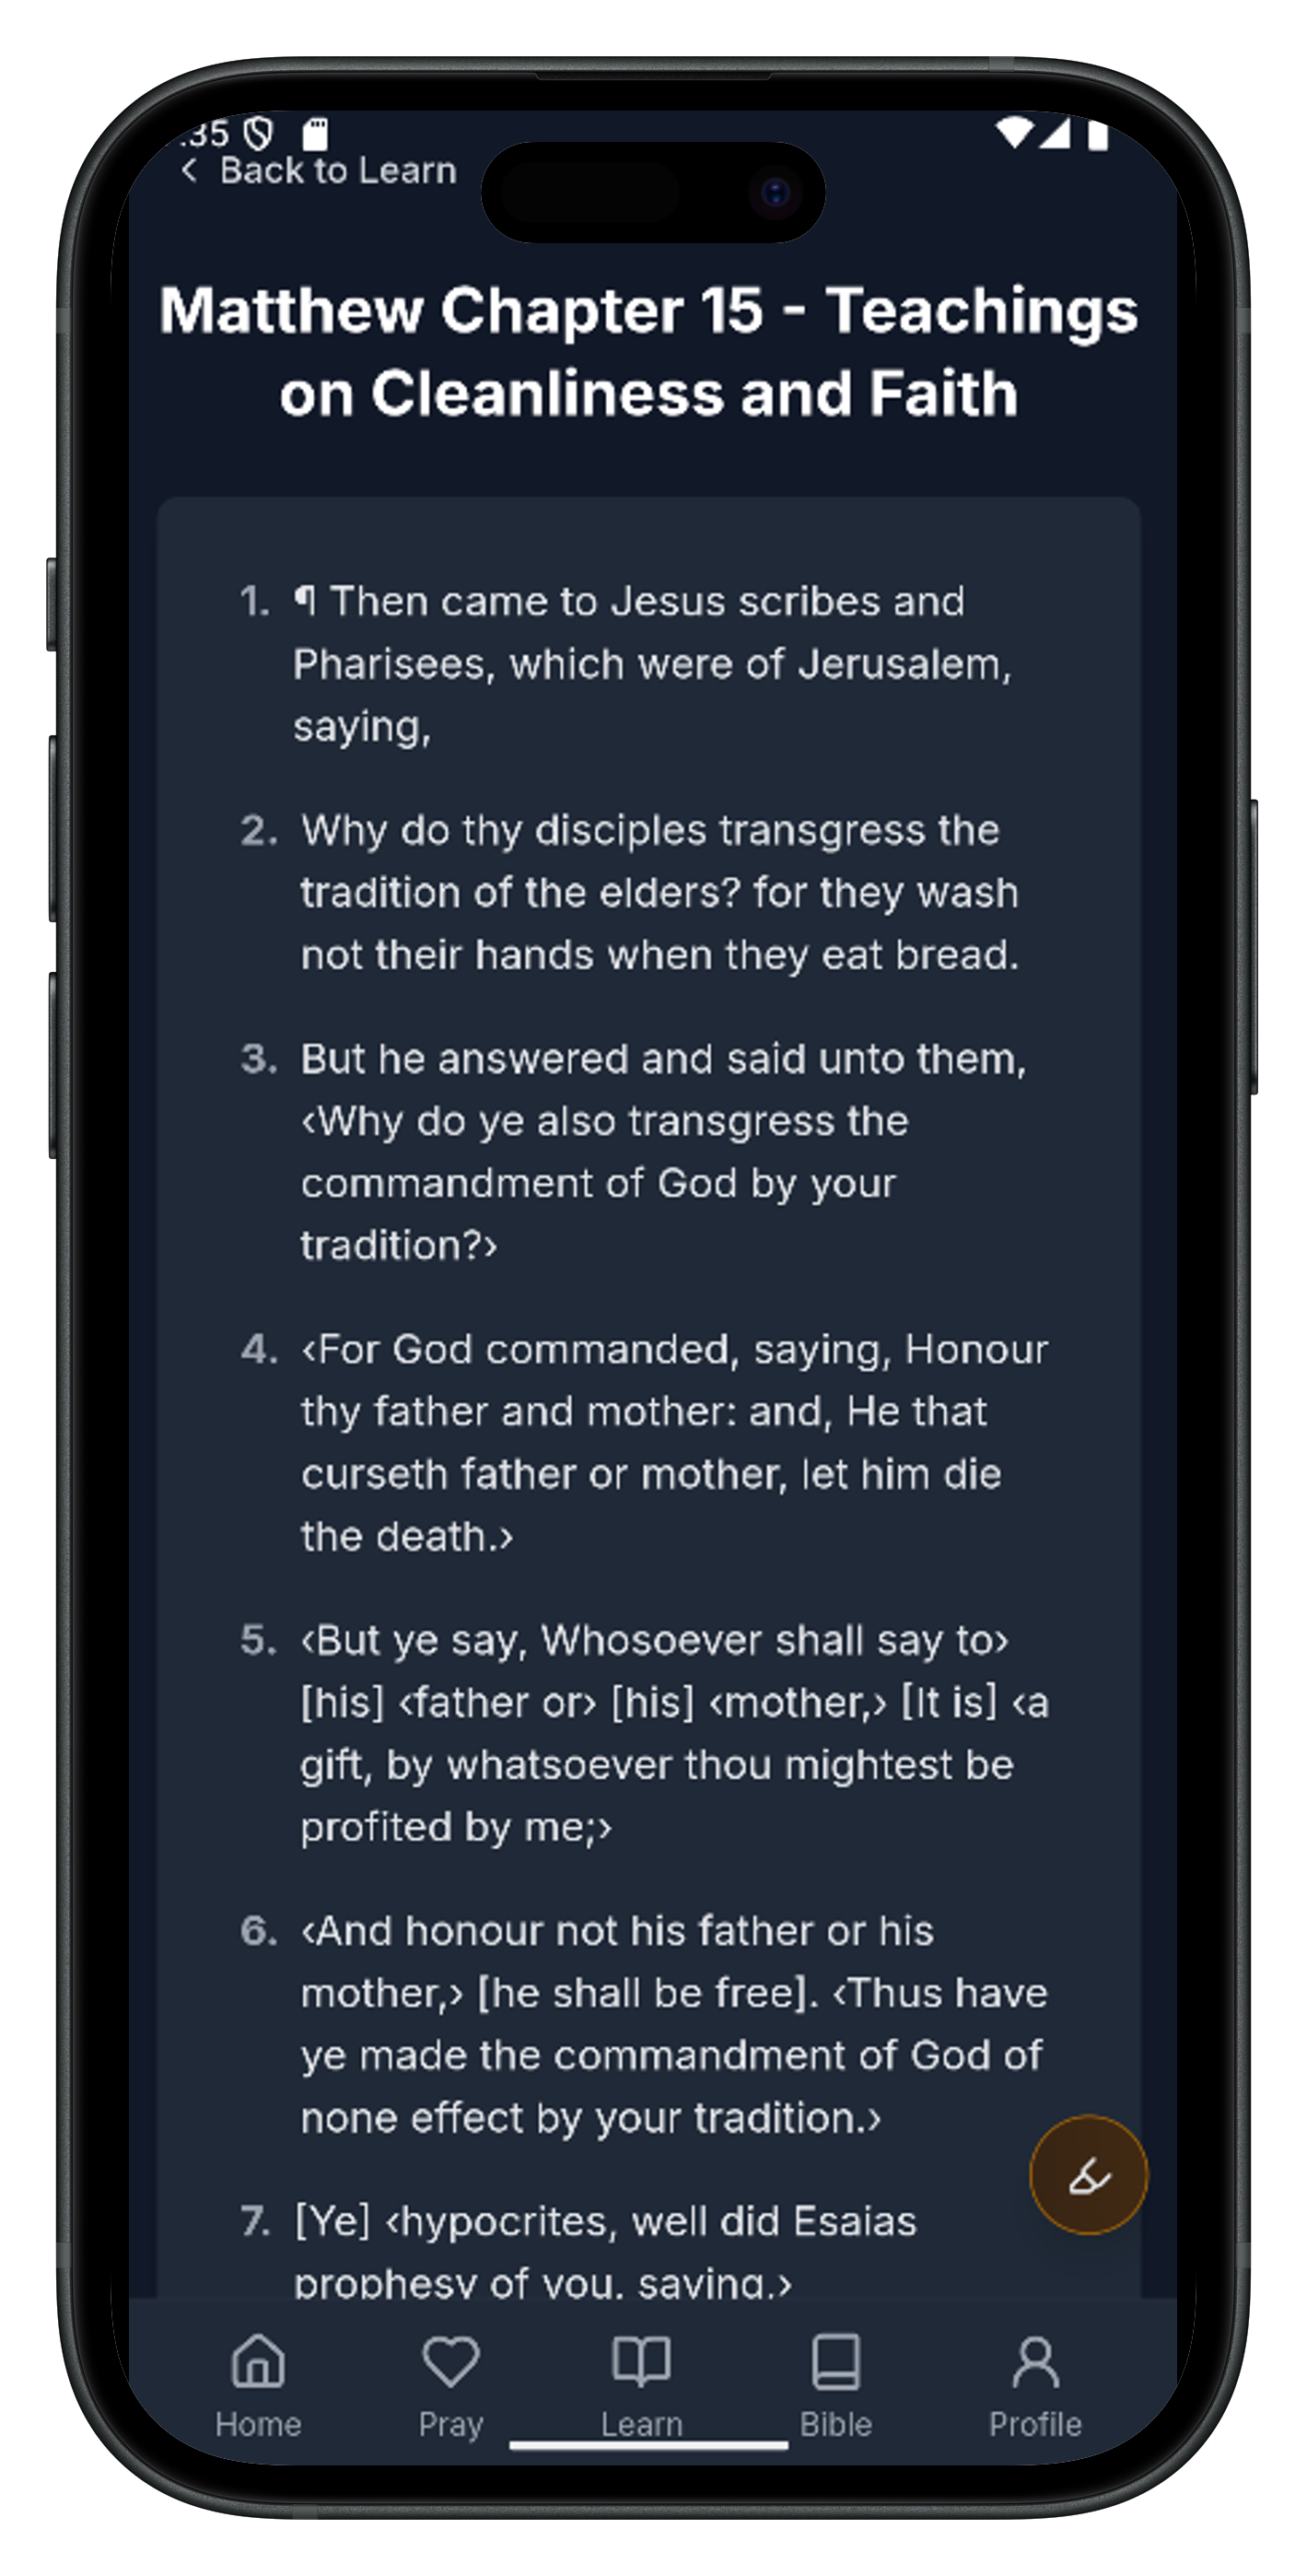 :35
Back to Learn
Matthew Chapter 15 - Teachings
on Cleanliness and Faith
1. ¶ Then came to Jesus scribes and
Pharisees, which were of Jerusalem,
saying,
2. Why do thy disciples transgress the
tradition of the elders? for they wash
not their hands when they eat bread.
3. But he answered and said unto them,
‹Why do ye also transgress the
commandment of God by your
tradition?›
4. ‹For God commanded, saying, Honour
thy father and mother: and, He that
curseth father or mother, let him die
the death.›
5. ‹But ye say, Whosoever shall say to›
[his] ‹father or› [his] ‹mother,› [It is] ‹a
gift, by whatsoever thou mightest be
profited by me;›
6. ‹And honour not his father or his
mother,› [he shall be free]. ‹Thus have
ye made the commandment of God of
none effect by your tradition.›
7. [Ye] ‹hypocrites, well did Esaias
prophesy of you, saying,›
Home
Pray
Learn
Bible
Profile